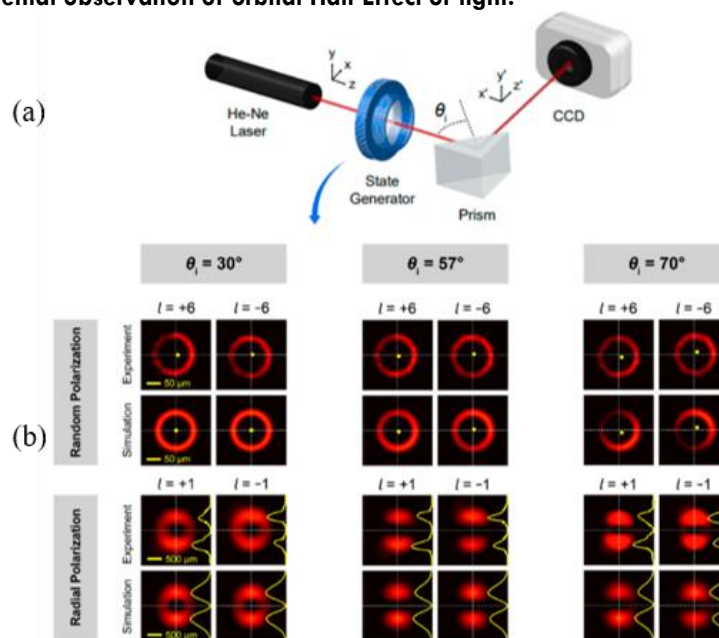 ental observation of orbital Hall Effect of light.
(a)
y
x
z
He-Ne
Laser
State
Generator
θi
Prism
y'
x'
z'
CCD
(b)
θi = 30°
θi = 57°
θi = 70°
l = +6
l = -6
l = +6
l = -6
l = +6
l = -6
Random Polarization
Experiment
50 µm
Simulation
50 µm
l = +1
l = -1
l = +1
l = -1
l = +1
l = -1
Radial Polarization
Experiment
500 µm
Simulation
500 µm